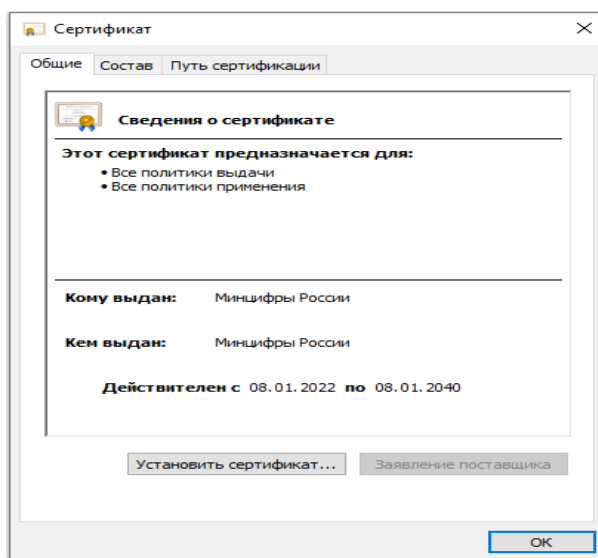 Сертификат
Общие Состав Путь сертификации
Сведения о сертификате
Этот сертификат предназначается для:
• Все политики выдачи
• Все политики применения
Кому выдан: Минцифры России
Кем выдан: Минцифры России
Действителен с 08.01.2022 по 08.01.2040
Установить сертификат... Заявление поставщика
ОК